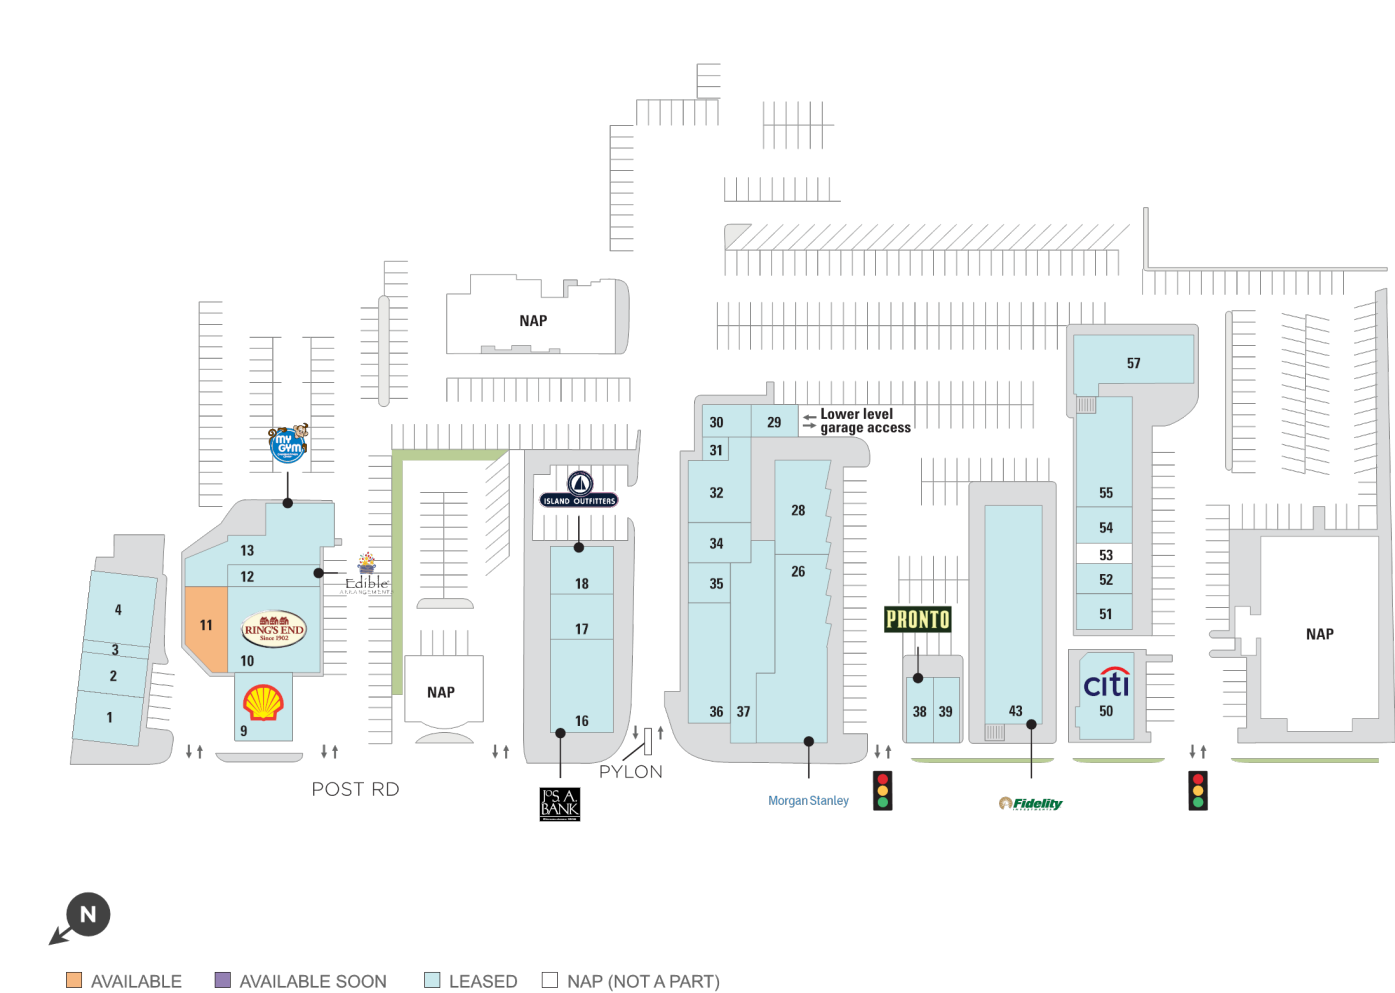 57
NAP
30
29
Lower level
garage access
31
MY
GYM
32
55
ISLAND OUTFITTERS
28
54
34
13
53
12
Edible
ARRANGEMENTS
26
52
35
18
4
51
11
RING'S END
Since 1902
PRONTO
17
NAP
3
10
2
NAP
citi
1
9
16
36
37
38
39
43
50
PYLON
POST RD
JOS. A.
BANK
Morgan Stanley
Fidelity
N
AVAILABLE
AVAILABLE SOON
LEASED
NAP (NOT A PART)